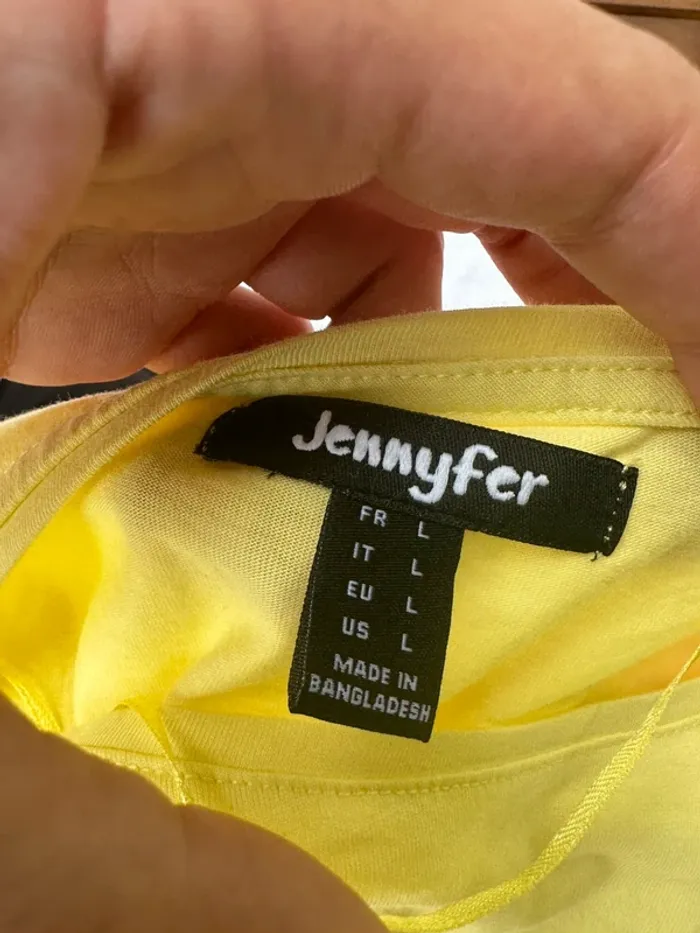 Jennyfer
FR L
IT L
EU L
US L
MADE IN
BANGLADESH